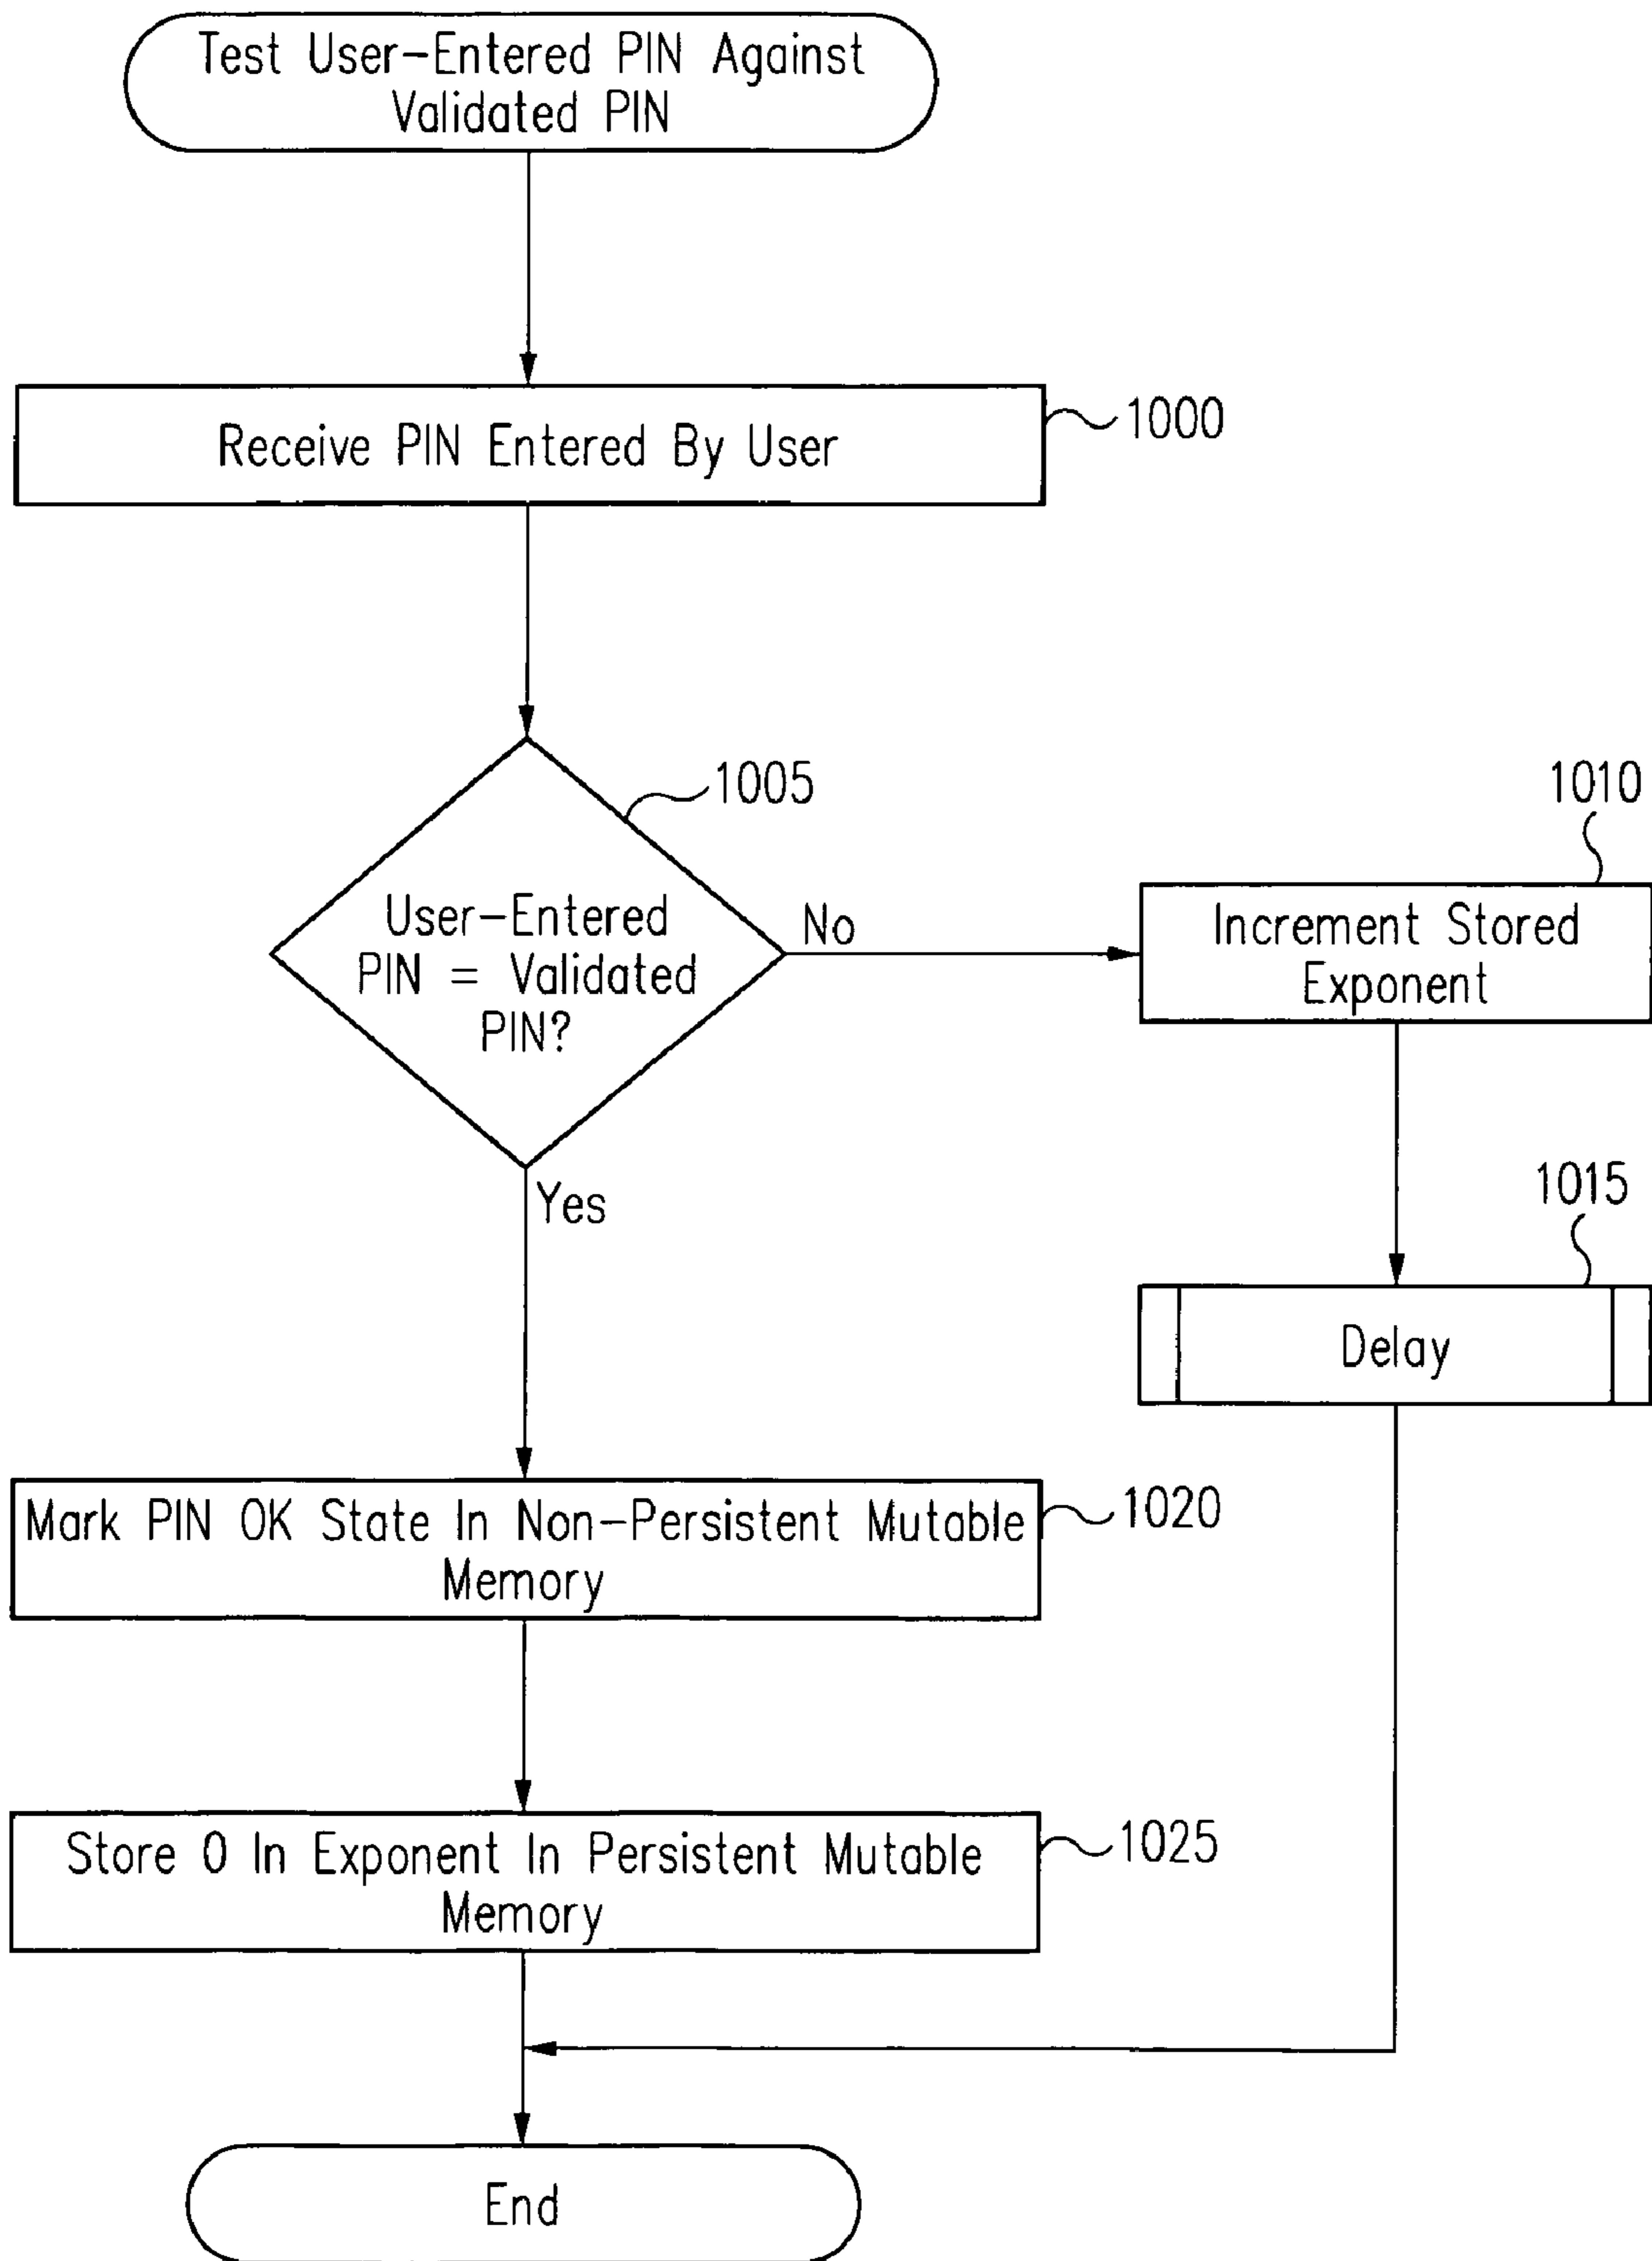 Test User-Entered PIN Against
Validated PIN
Receive PIN Entered By User
1000
1005
User-Entered
PIN = Validated
PIN?
No
Yes
1010
Increment Stored
Exponent
1015
Delay
Mark PIN OK State In Non-Persistent Mutable
Memory
1020
Store 0 In Exponent In Persistent Mutable
Memory
1025
End